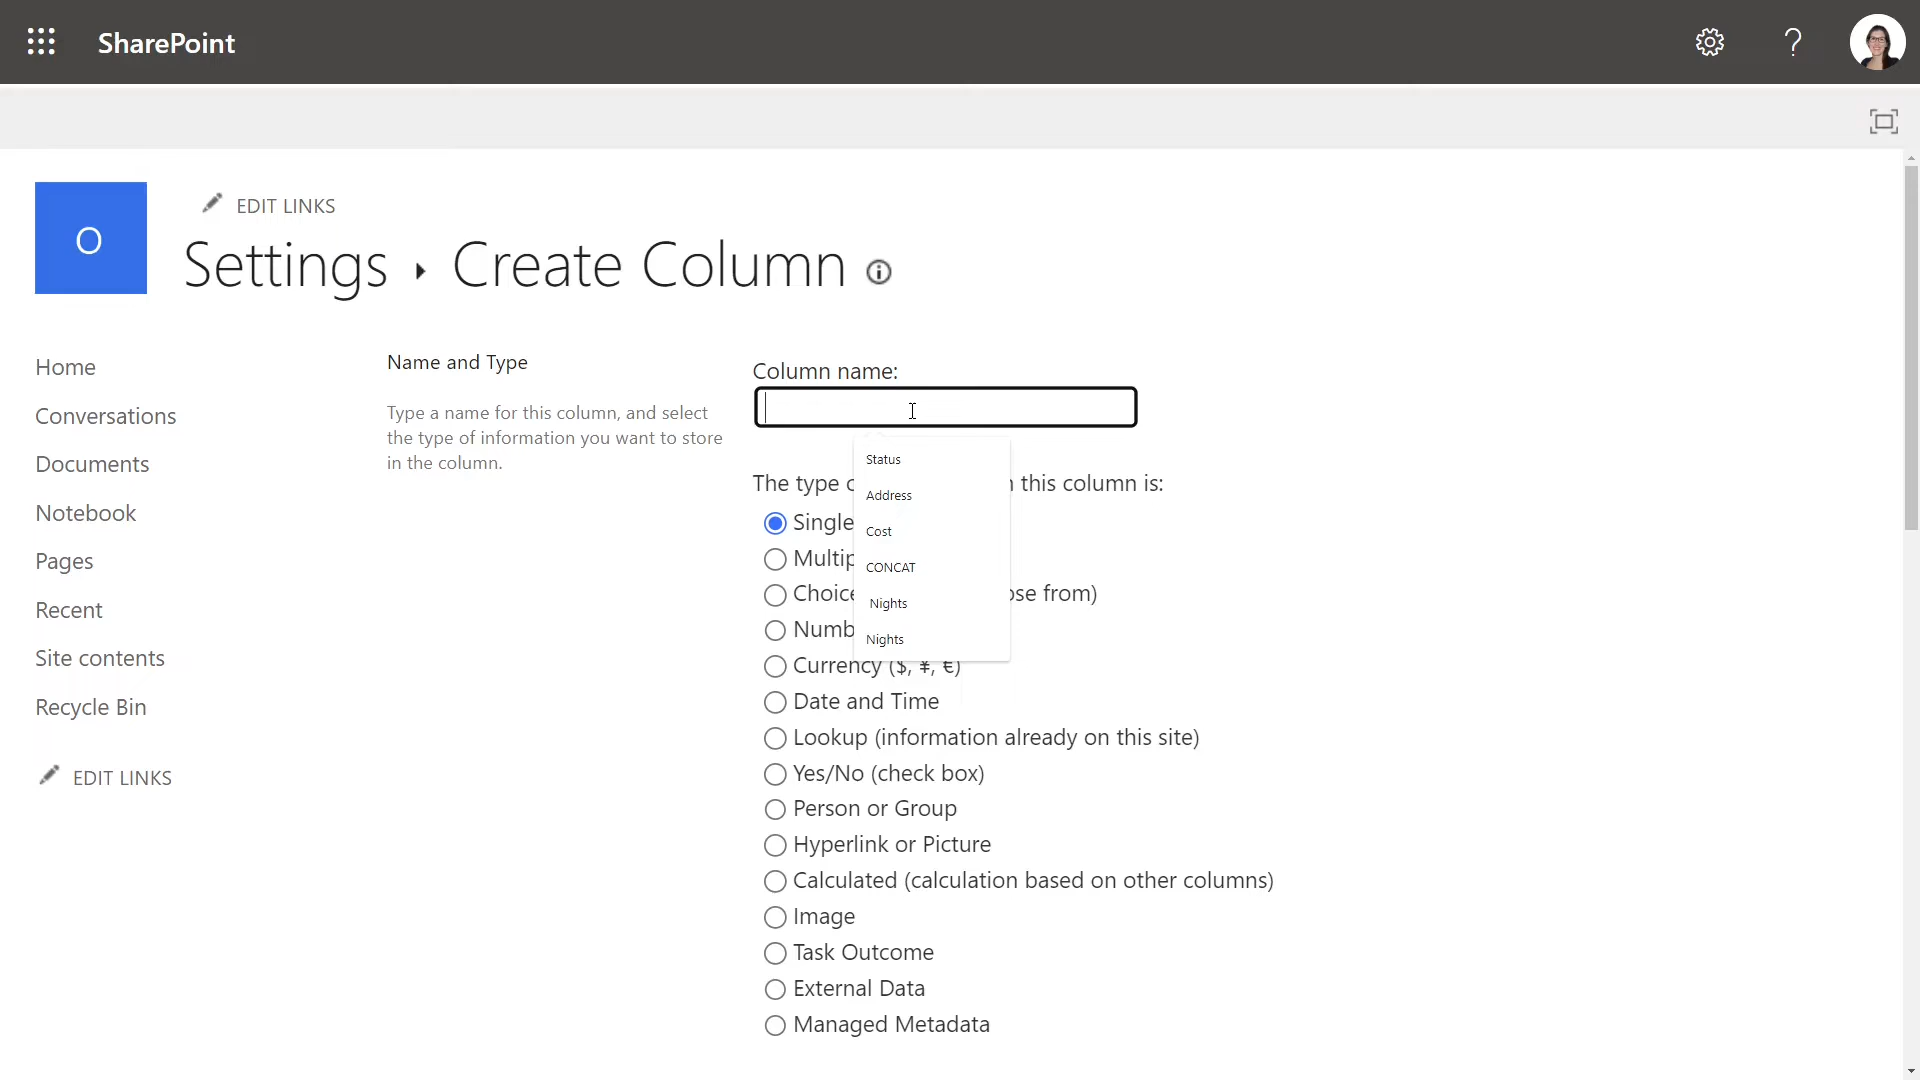 SharePoint
EDIT LINKS
O
Settings ▸ Create Column
Home
Conversations
Documents
Notebook
Pages
Recent
Site contents
Recycle Bin
EDIT LINKS
Name and Type
Type a name for this column, and select
the type of information you want to store
in the column.
Column name:
Status
Address
Cost
CONCAT
Nights
Nights
The type this column is:
Single
Choice from)
Currency ($, ¥, €)
Date and Time
Lookup (information already on this site)
Yes/No (check box)
Person or Group
Hyperlink or Picture
Calculated (calculation based on other columns)
Image
Task Outcome
External Data
Managed Metadata